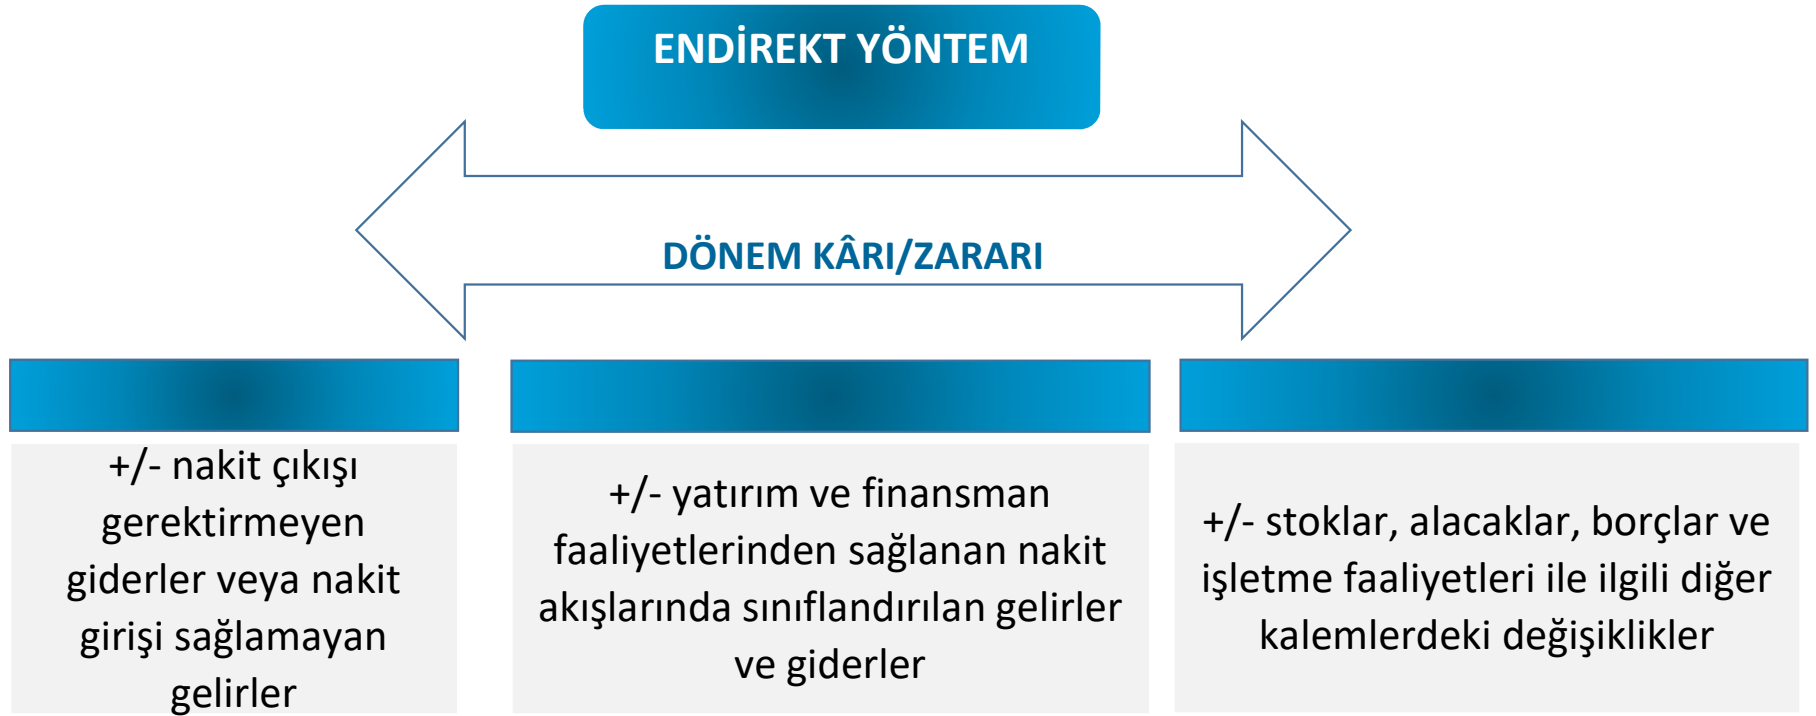 ENDİREKT YÖNTEM
DÖNEM KÂRI/ZARARI
+/- nakit çıkışı
gerektirmeyen
giderler veya nakit
girişi sağlamayan
gelirler
+/- yatırım ve finansman
faaliyetlerinden sağlanan nakit
akışlarında sınıflandırılan gelirler
ve giderler
+/- stoklar, alacaklar, borçlar ve
işletme faaliyetleri ile ilgili diğer
kalemlerdeki değişiklikler